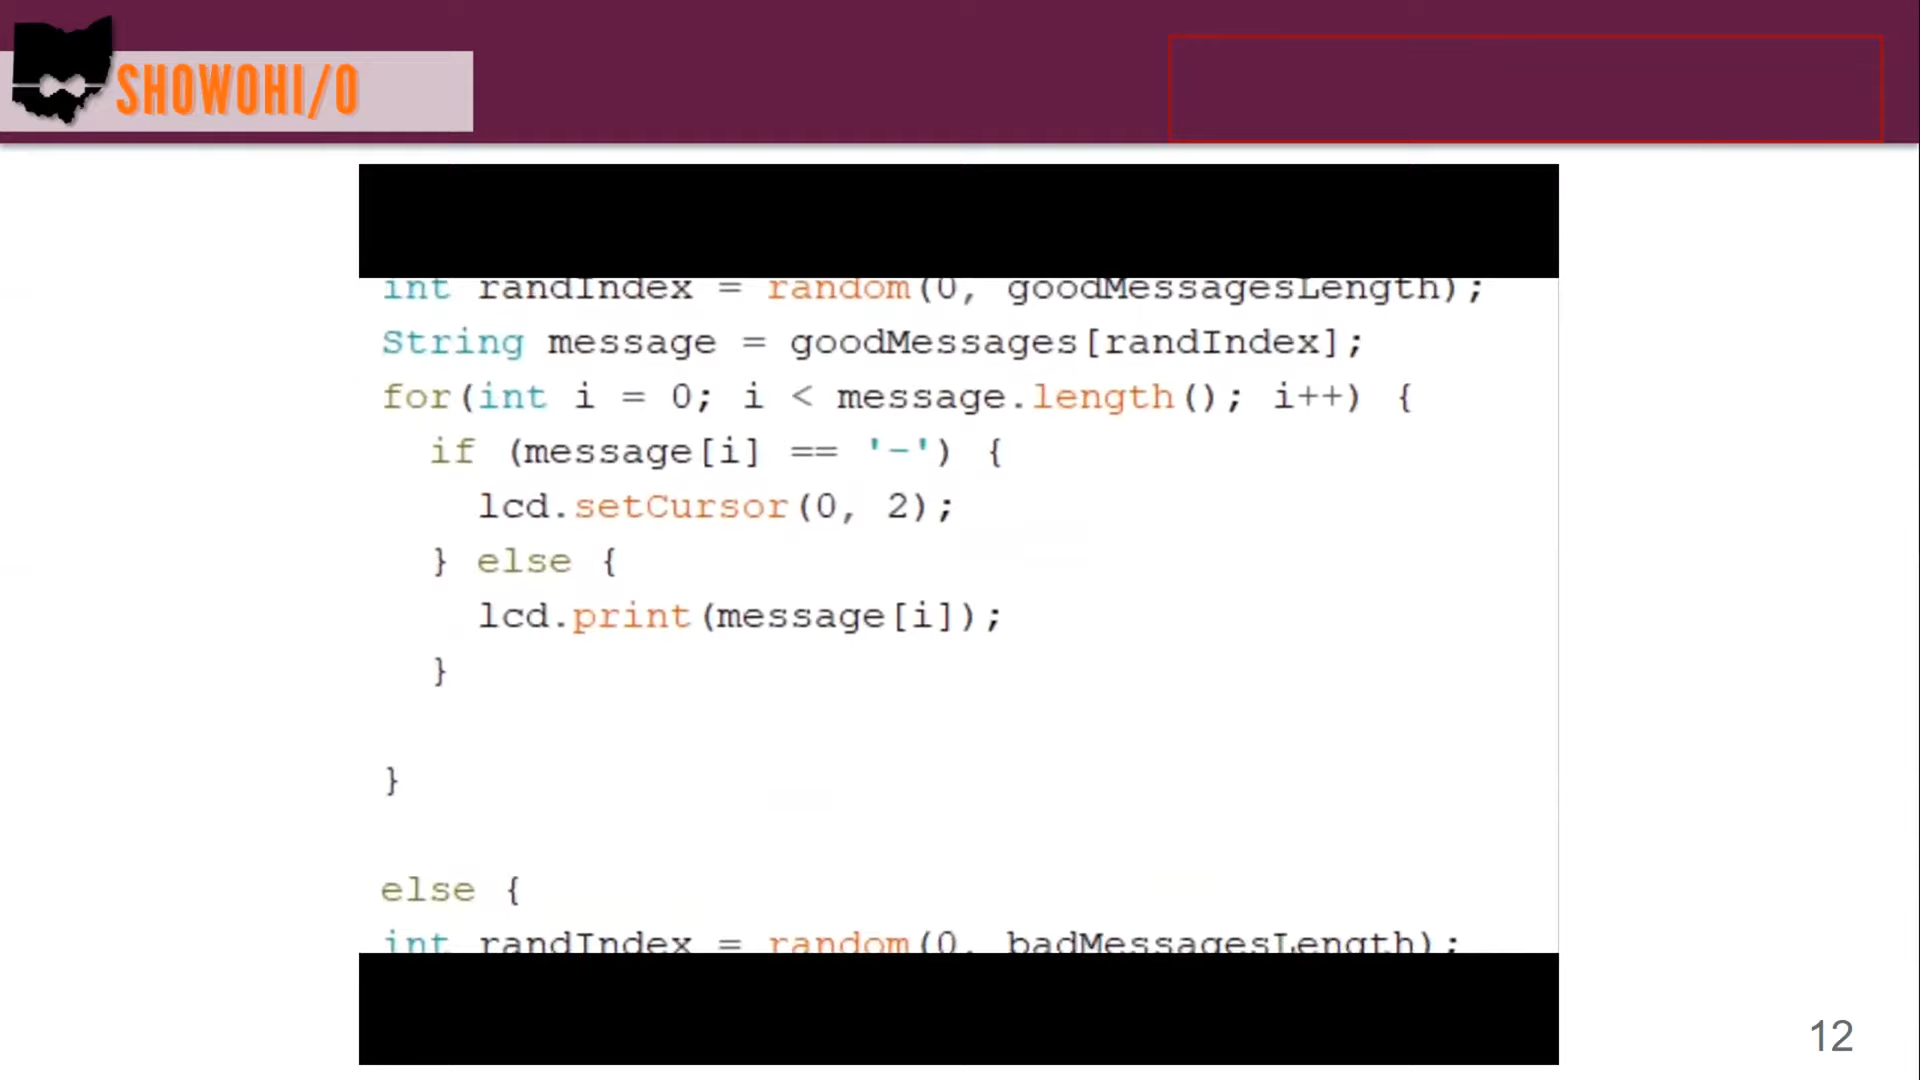 SHOWOHI/O
int randIndex = random(0, goodMessagesLength);
String message = goodMessages[randIndex];
for(int i = 0; i < message.length(); i++) {
if (message[i] == '-') {
lcd.setCursor(0, 2);
} else {
lcd.print(message[i]);
}
}
else {
int randIndex = random(0, badMessagesLength);
12